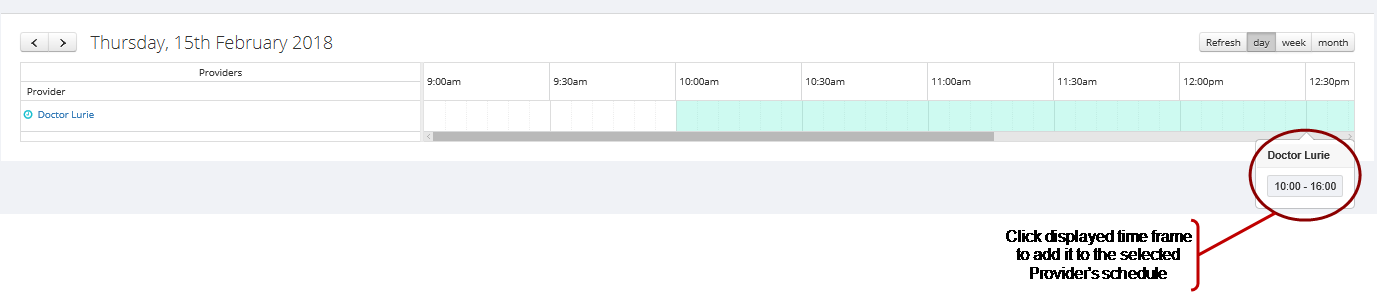 Thursday, 15th February 2018
Refresh day week month
Providers
Provider
9:00am 9:30am 10:00am 10:30am 11:00am 11:30am 12:00pm 12:30pm
Doctor Lurie
Doctor Lurie
10:00 - 16:00
Click displayed time frame
to add it to the selected
Provider's schedule